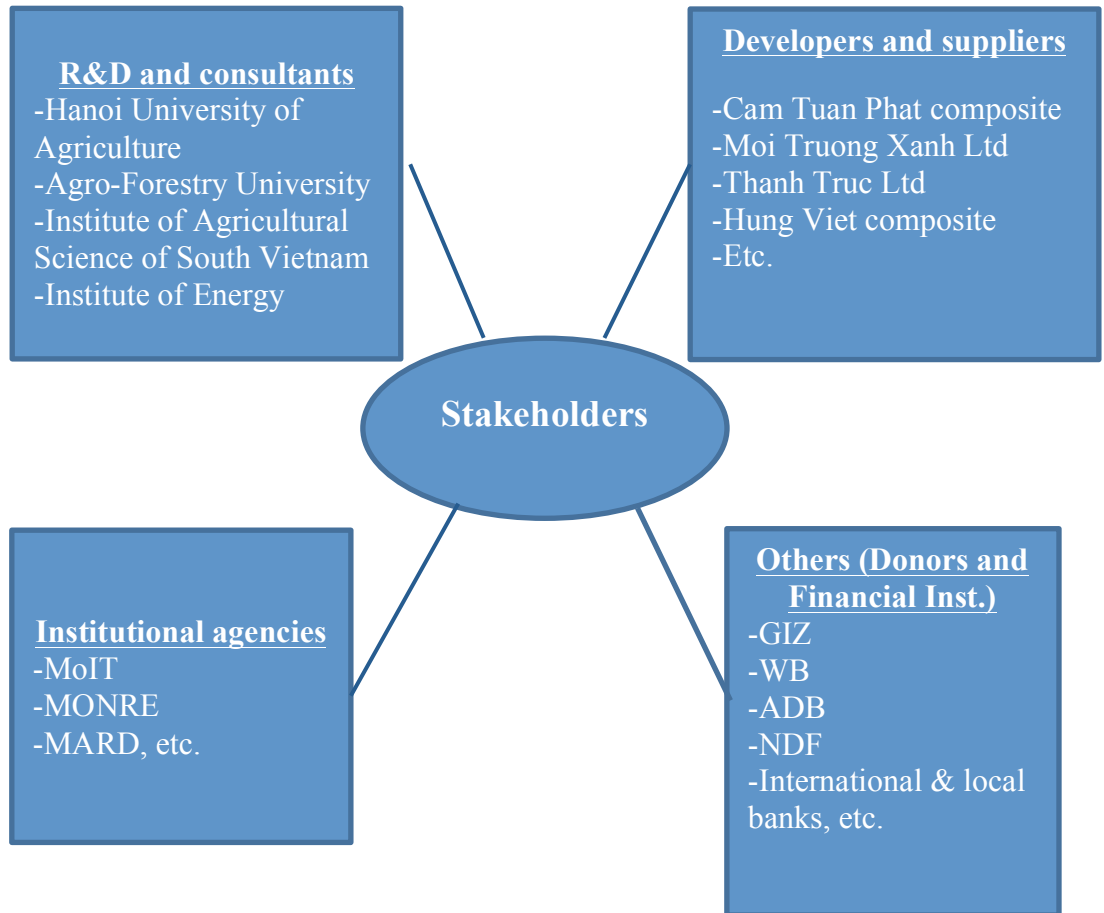 R&D and consultants
-Hanoi University of
Agriculture
-Agro-Forestry University
-Institute of Agricultural
Science of South Vietnam
-Institute of Energy
Developers and suppliers
-Cam Tuan Phat composite
-Moi Truong Xanh Ltd
-Thanh Truc Ltd
-Hung Viet composite
-Etc.
Stakeholders
Institutional agencies
-MoIT
-MONRE
-MARD, etc.
Others (Donors and
Financial Inst.)
-GIZ
-WB
-ADB
-NDF
-International & local
banks, etc.